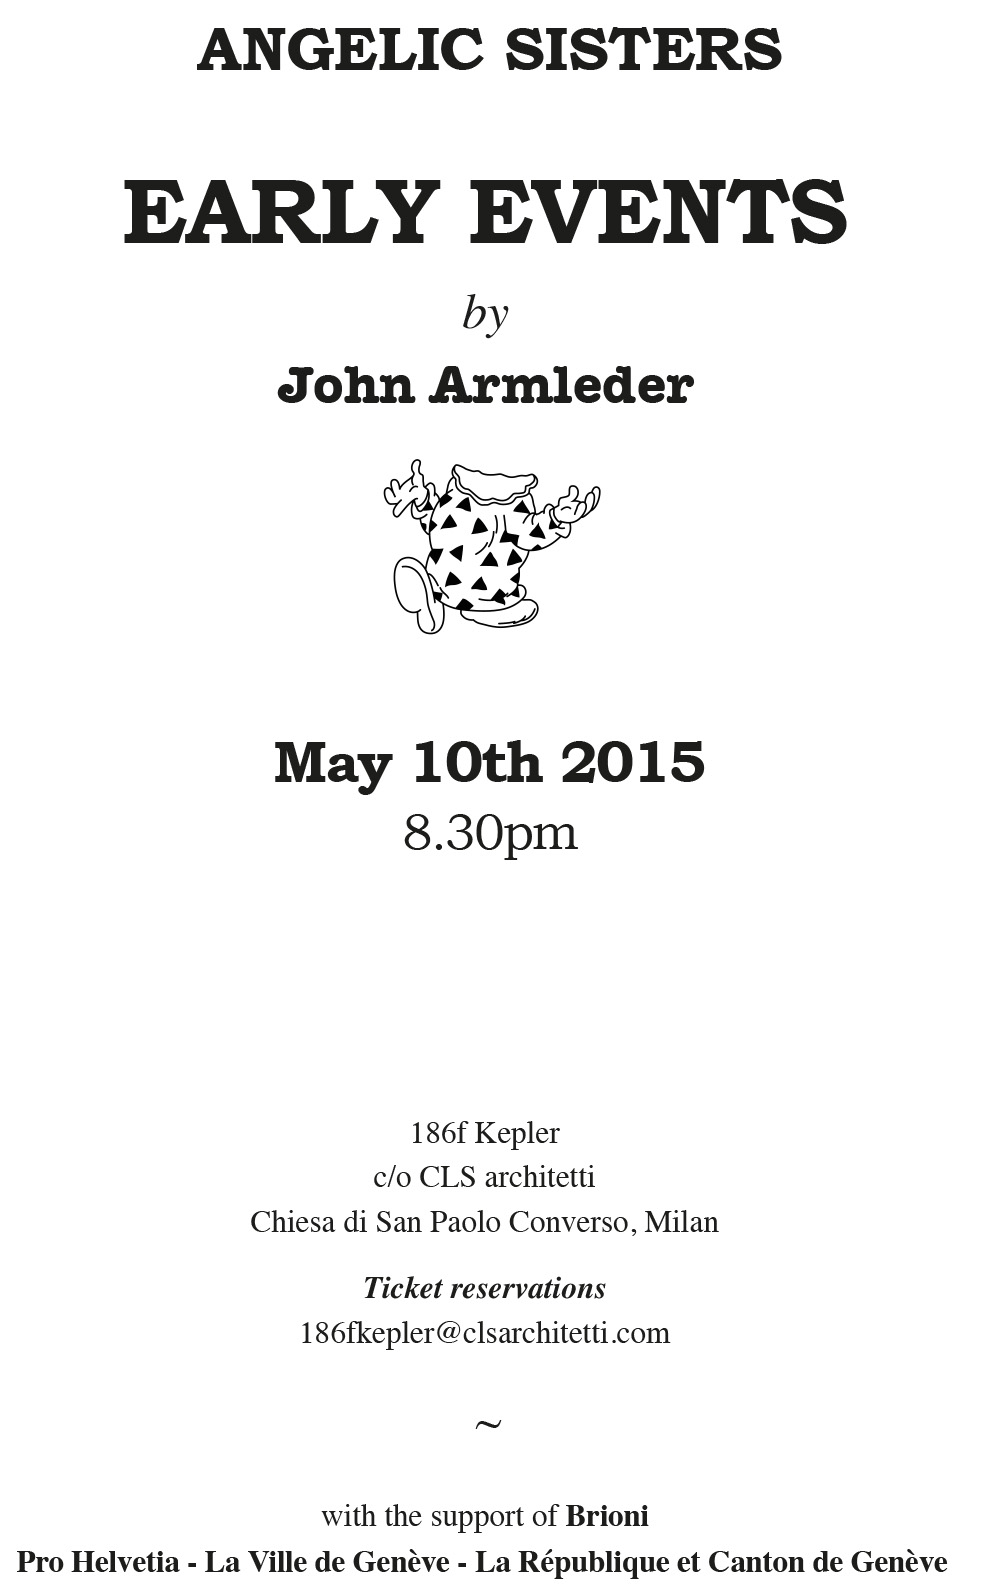 ANGELIC SISTERS
EARLY EVENTS
by
John Armleder
May 10th 2015
8.30pm
186f Kepler
c/o CLS architetti
Chiesa di San Paolo Converso, Milan
Ticket reservations
186fkepler@clsarchitetti.com
~
with the support of Brioni
Pro Helvetia - La Ville de Genève - La République et Canton de Genève